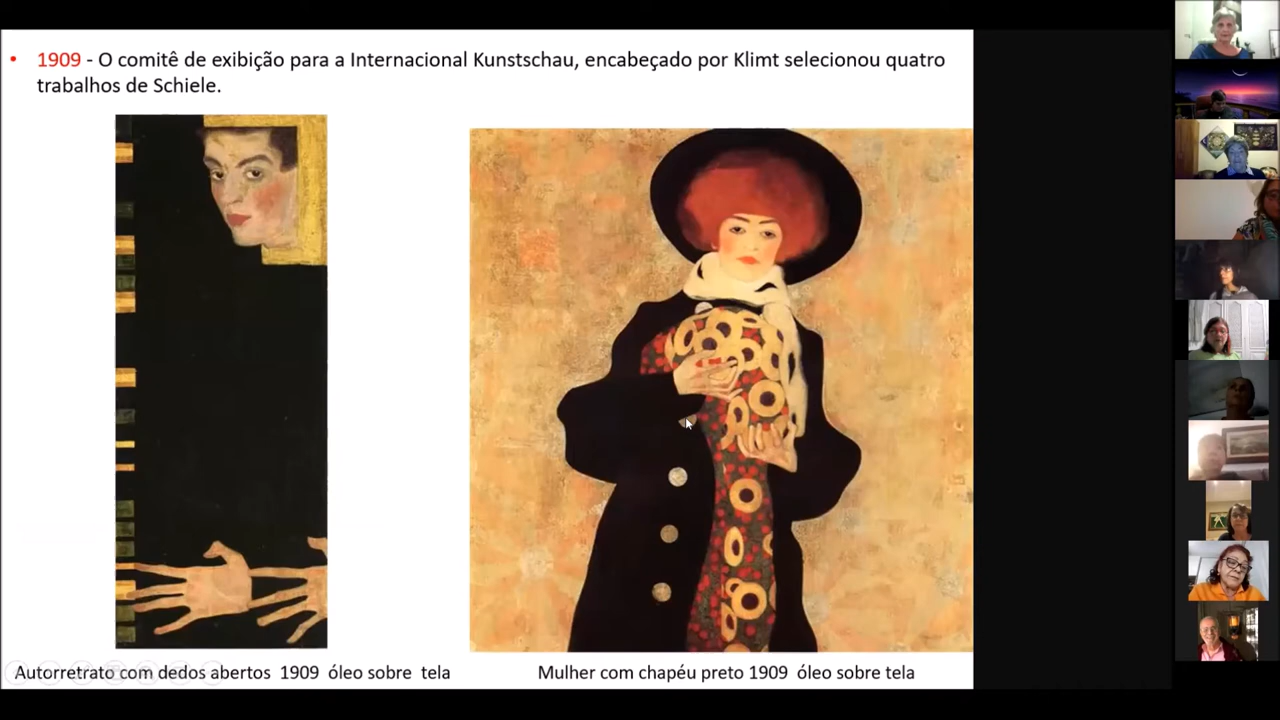 1909 - O comitê de exibição para a Internacional Kunstschau, encabeçado por Klimt selecionou quatro
trabalhos de Schiele.
Autorretrato com dedos abertos 1909 óleo sobre tela
Mulher com chapéu preto 1909 óleo sobre tela